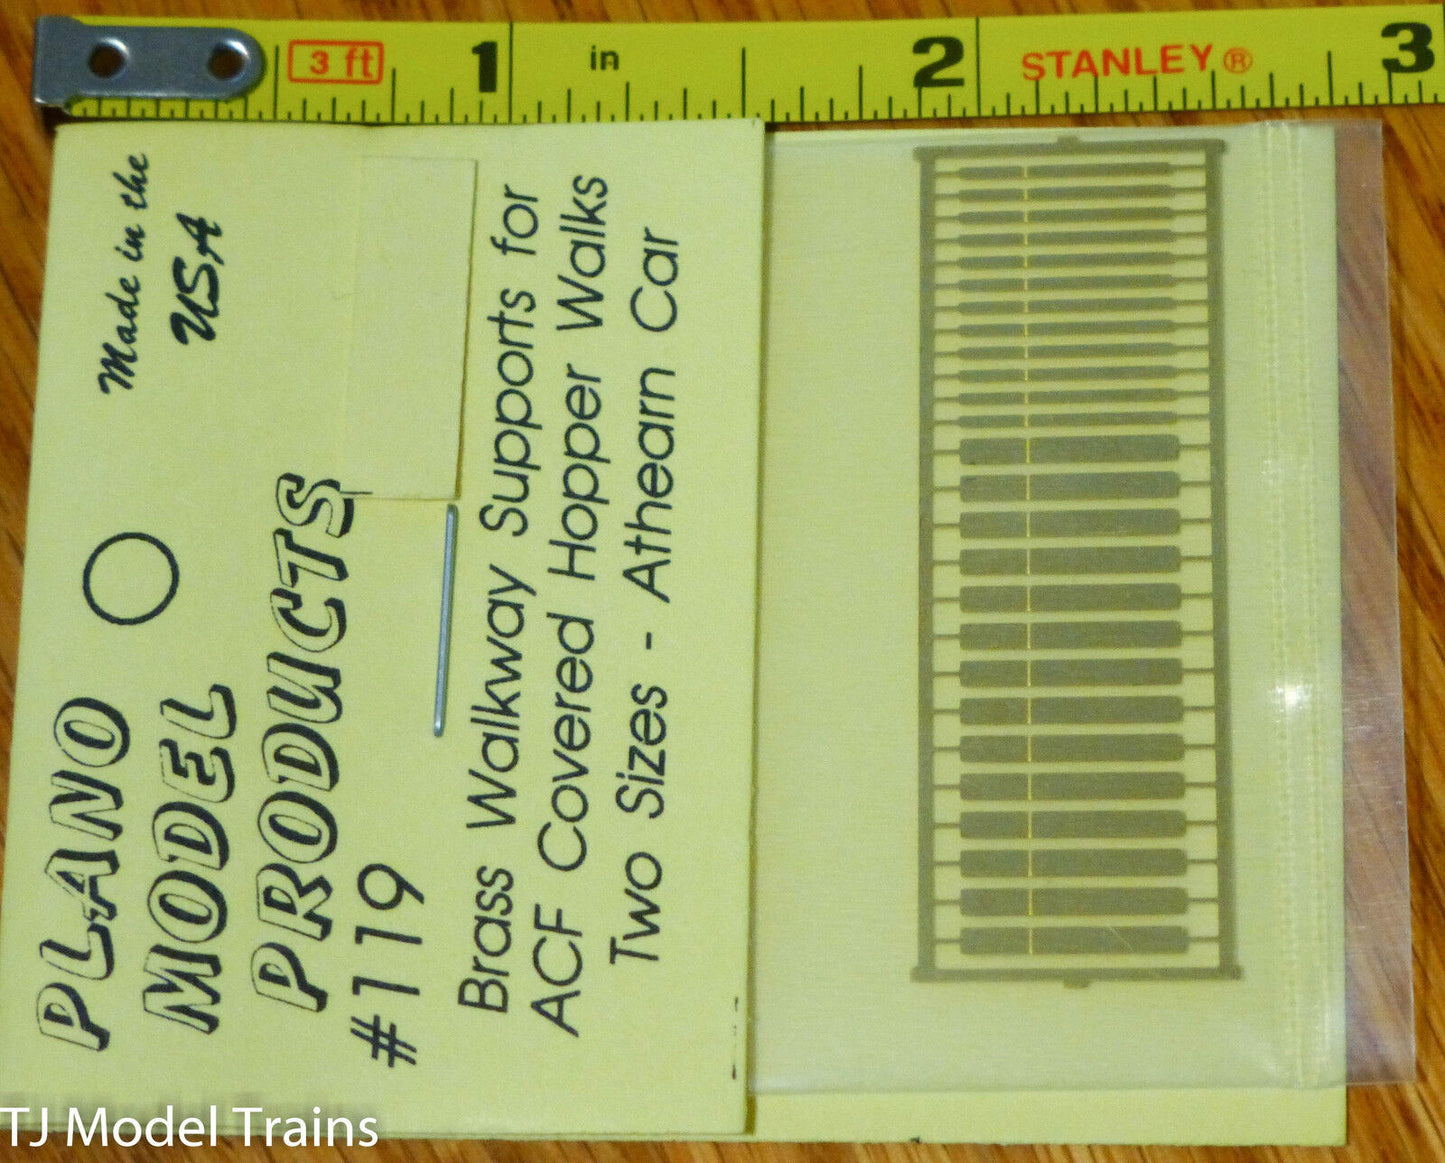 3 ft 1 in 2 STANLEY® 3
Made in the
USA
PLANO
MODEL
PRODUCTS
#119
Brass Walkway Supports for
ACF Covered Hopper Walks
Two Sizes - Athearn Car
TJ Model Trains